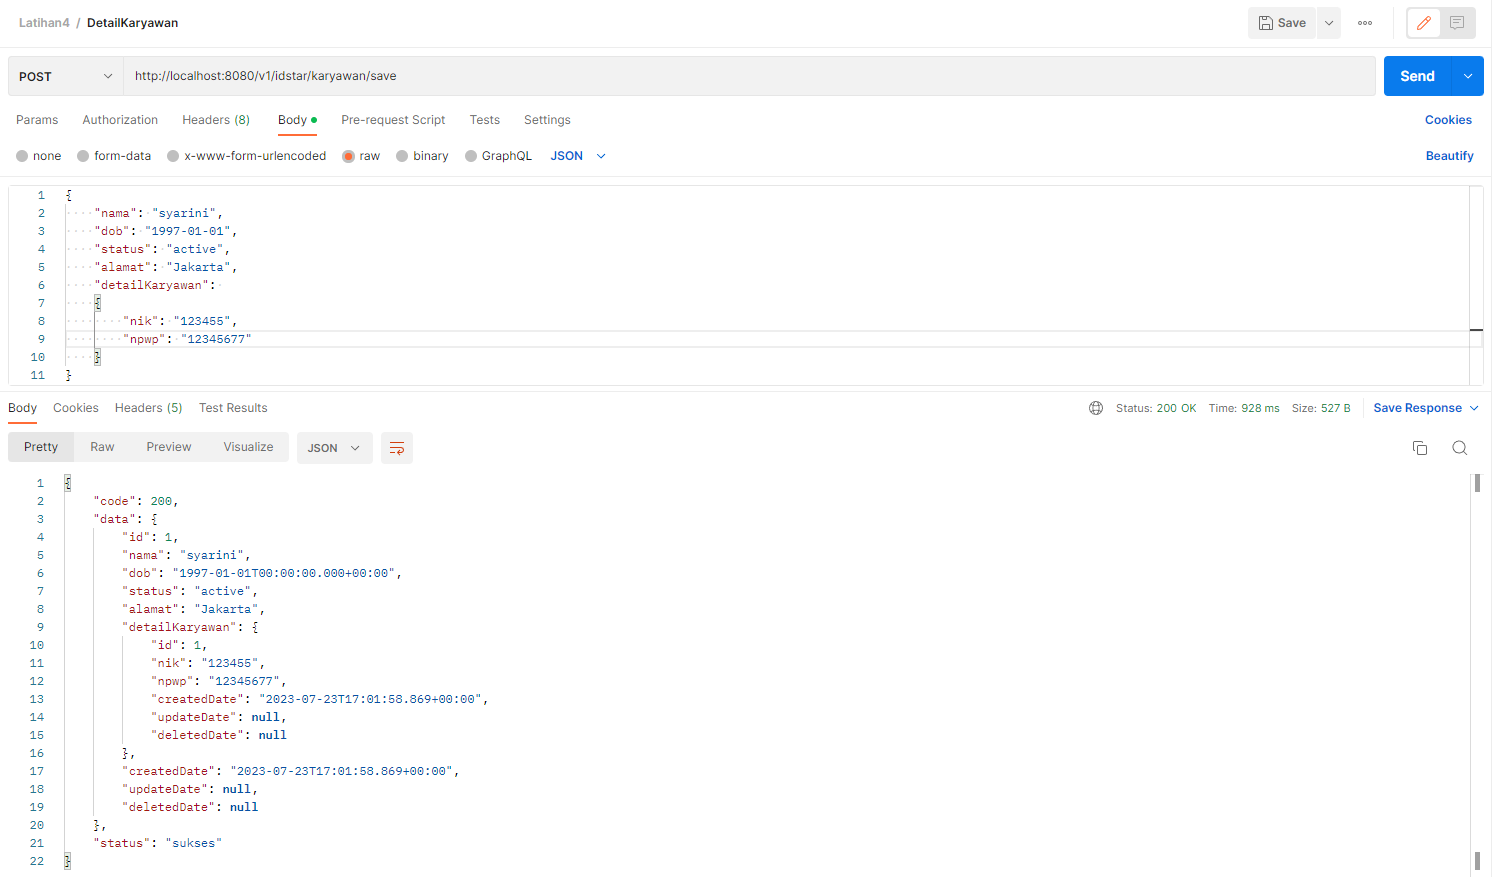 Latihan4 / DetailKaryawan Save
POST http://localhost:8080/v1/idstar/karyawan/save Send
Params Authorization Headers (8) Body Pre-request Script Tests Settings Cookies
none form-data x-www-form-urlencoded raw binary GraphQL JSON Beautify
1 {
2 "nama": "syarini",
3 "dob": "1997-01-01",
4 "status": "active",
5 "alamat": "Jakarta",
6 "detailKaryawan":
7 {
8 "nik": "123455",
9 "npwp": "12345677"
10 }
11 }
Body Cookies Headers (5) Test Results Status: 200 OK Time: 928 ms Size: 527 B Save Response
Pretty Raw Preview Visualize JSON
1 {
2 "code": 200,
3 "data": {
4 "id": 1,
5 "nama": "syarini",
6 "dob": "1997-01-01T00:00:00.000+00:00",
7 "status": "active",
8 "alamat": "Jakarta",
9 "detailKaryawan": {
10 "id": 1,
11 "nik": "123455",
12 "npwp": "12345677",
13 "createdDate": "2023-07-23T17:01:58.869+00:00",
14 "updateDate": null,
15 "deletedDate": null
16 },
17 "createdDate": "2023-07-23T17:01:58.869+00:00",
18 "updateDate": null,
19 "deletedDate": null
20 },
21 "status": "sukses"
22 }